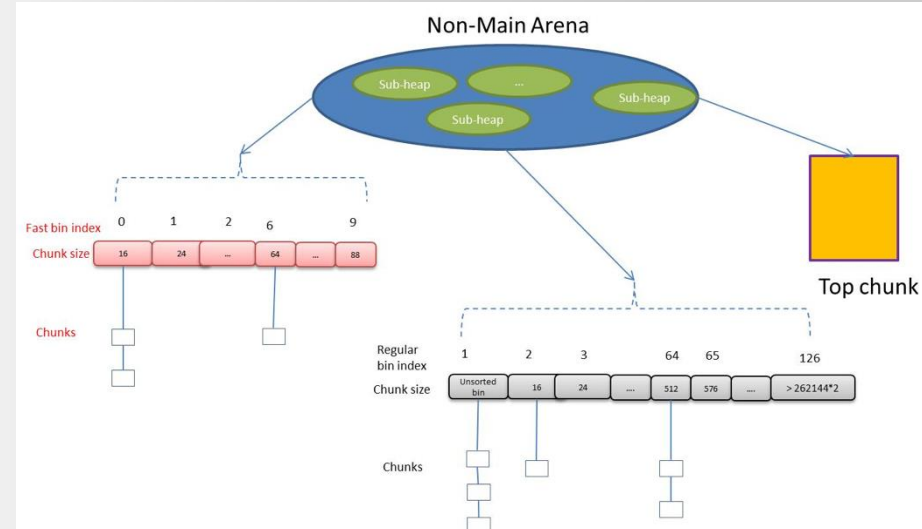 Non-Main Arena
Sub-heap
...
Sub-heap
Sub-heap
Top chunk
Fast bin index 0 1 2 6 9
Chunk size 16 24 ... 64 ... 88
Chunks
Regular
bin index 1 2 3 64 65 126
Chunk size Unsorted bin 16 24 .... 512 576 .... > 262144*2
Chunks